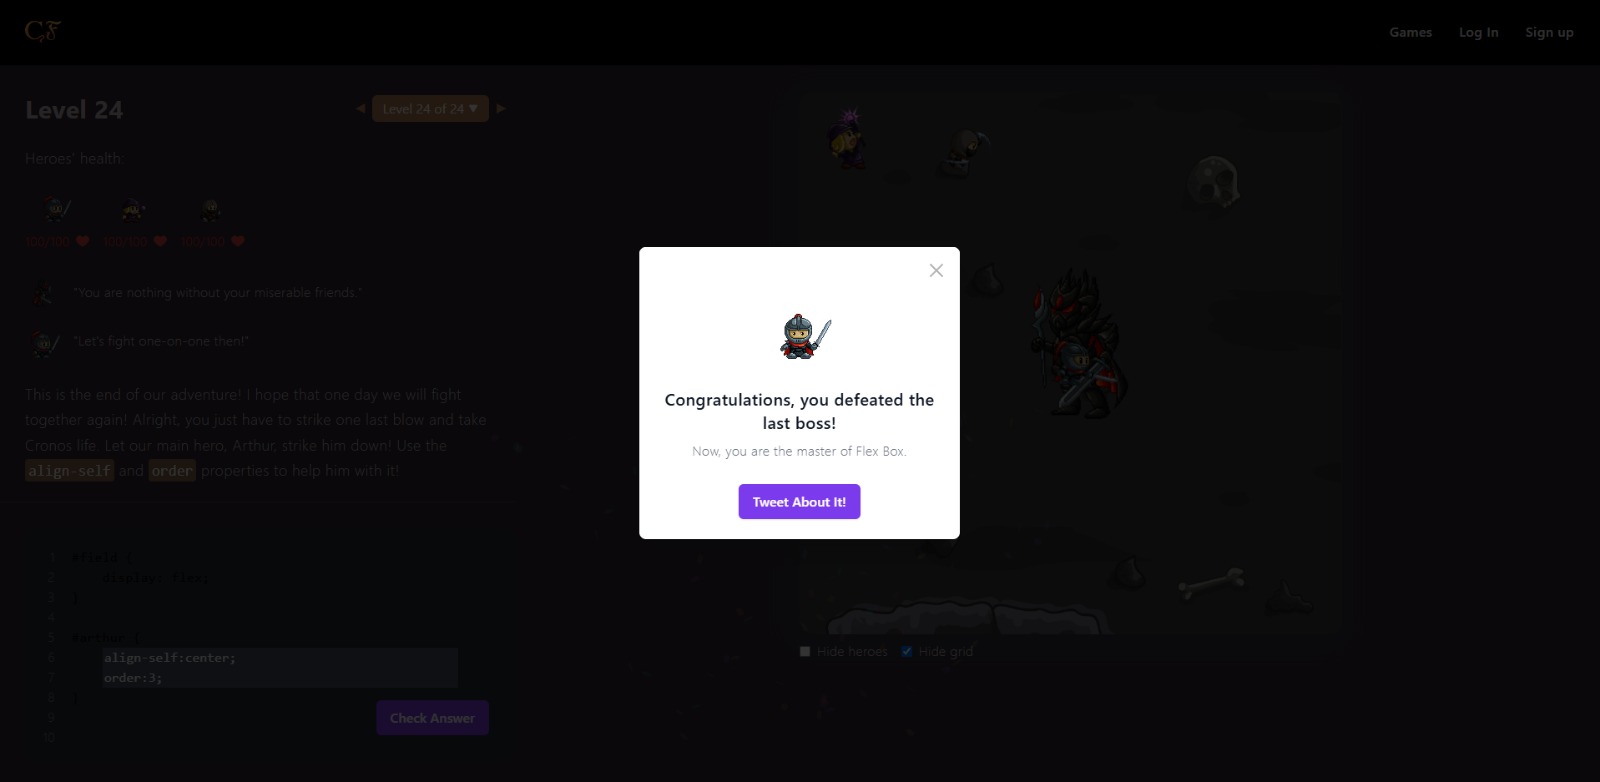 CF
Games
Log In
Sign up
Level 24
Level 24 of 24 ▼
Heroes' health:
100/100
100/100
100/100
"You are nothing without your miserable friends."
"Let's fight one-on-one then!"
This is the end of our adventure! I hope that one day we will fight
together again! Alright, you just have to strike one last blow and take
Cronos life. Let our main hero, Arthur, strike him down! Use the
align-self and order properties to help him with it!
1 #field {
2 display: flex;
3 }
4
5 #arthur {
6 align-self:center;
7 order:3;
8 }
9
10
Check Answer
Congratulations, you defeated the
last boss!
Now, you are the master of Flex Box.
Tweet About It!
Hide heroes
Hide grid